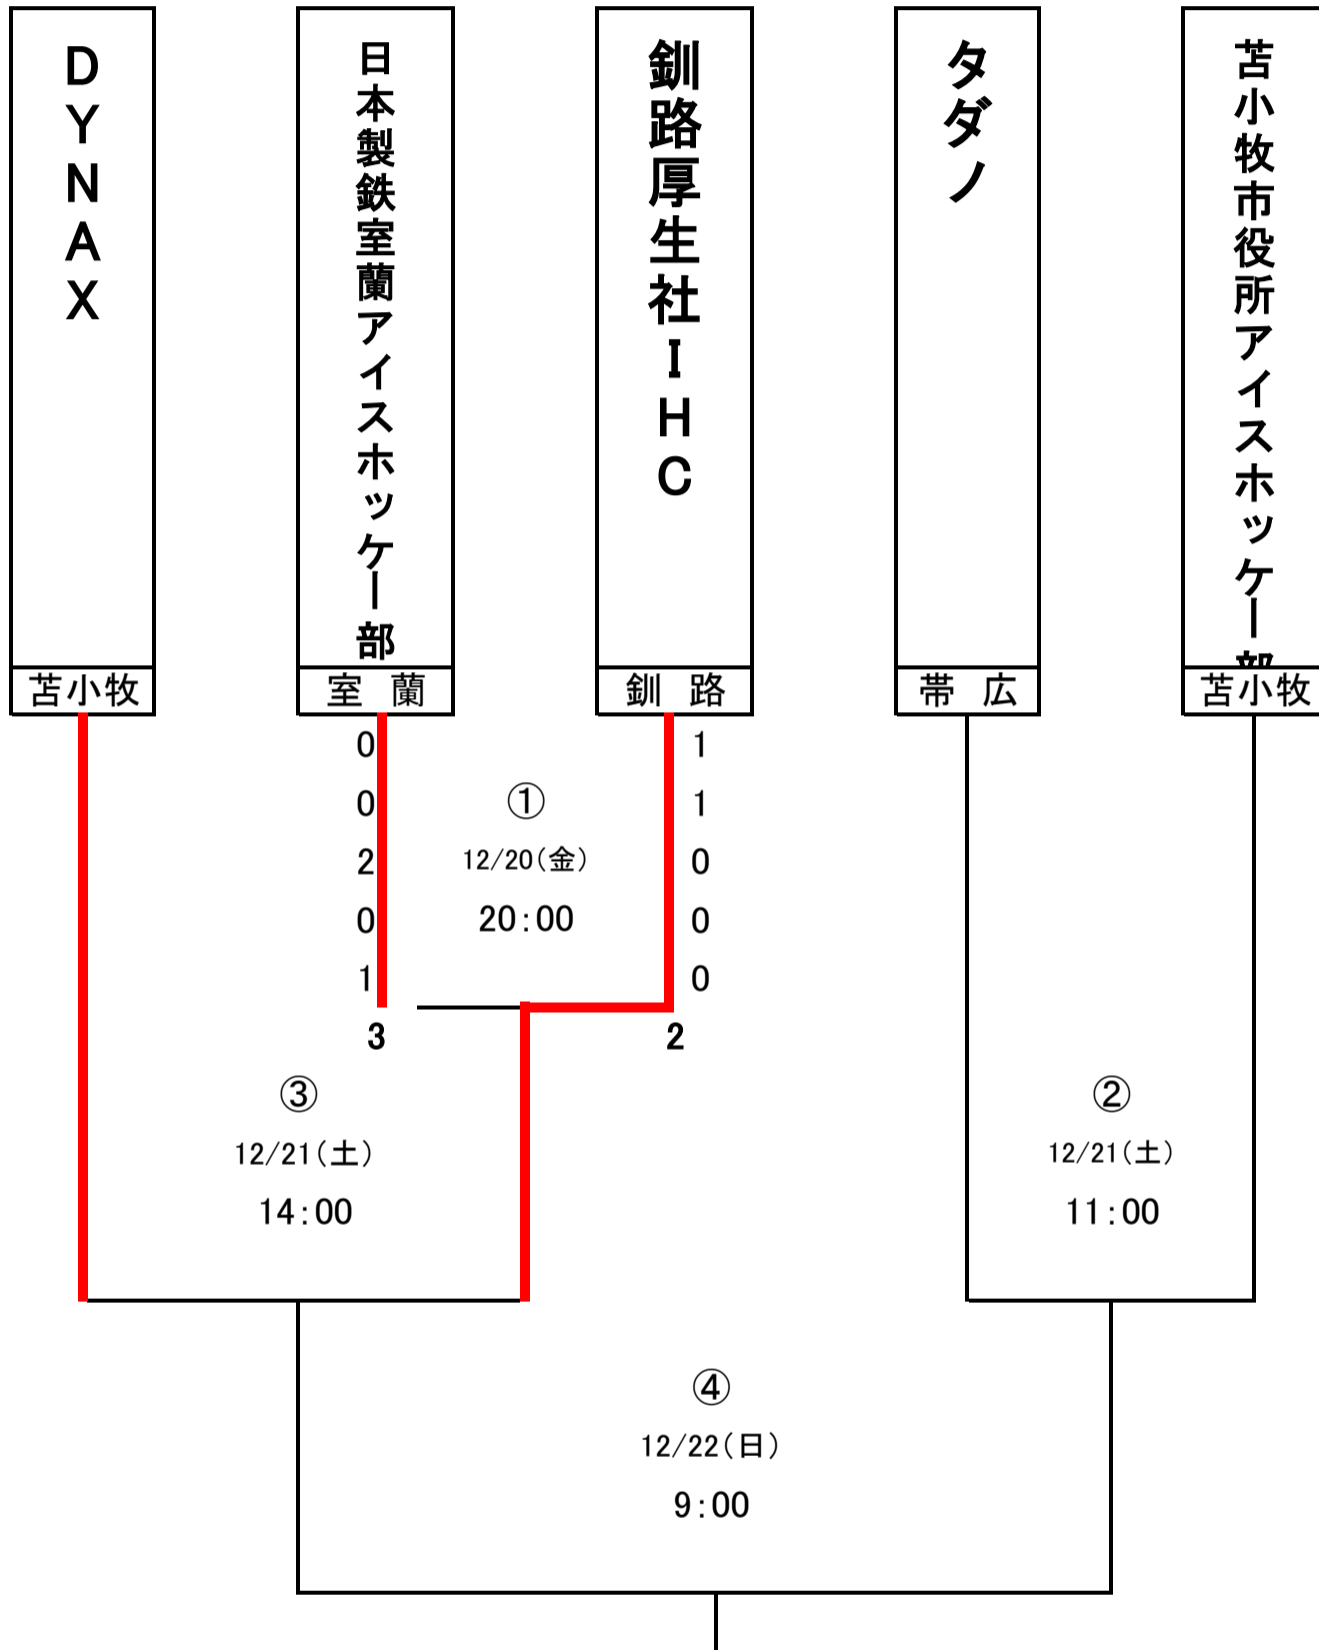 DYNAX
日本製鉄室蘭アイスホッケー部
釧路厚生社IHC
タダノ
苫小牧市役所アイスホッケー部
苫小牧
室 蘭
釧 路
帯 広
苫小牧
0
1
0
①
1
2
12/20(金)
0
0
20:00
0
1
0
3
2
③
②
12/21(土)
12/21(土)
14:00
11:00
④
12/22(日)
9:00